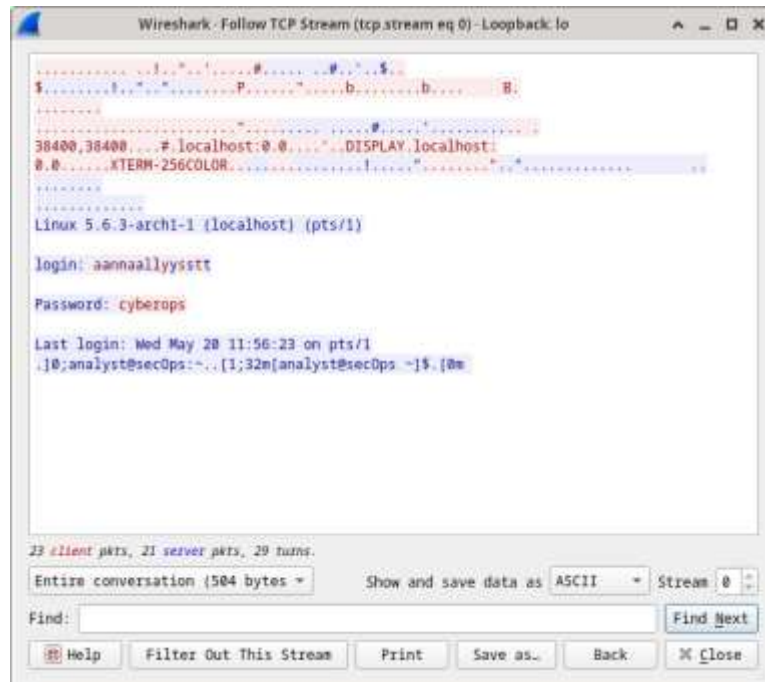 Wireshark · Follow TCP Stream (tcp.stream eq 0) · Loopback: lo
38400,38400....#.localhost:0.0....'..DISPLAY.localhost:
0.0......XTERM-256COLOR
Linux 5.6.3-arch1-1 (localhost) (pts/1)
login: aannaallyysstt
Password: cyberops
Last login: Wed May 20 11:56:23 on pts/1
.]0;analyst@secOps:~..[1;32m[analyst@secOps ~]$.[0m
23 client pkts, 21 server pkts, 29 turns.
Entire conversation (504 bytes Show and save data as ASCII Stream 0
Find: Find Next
Help Filter Out This Stream Print Save as… Back Close